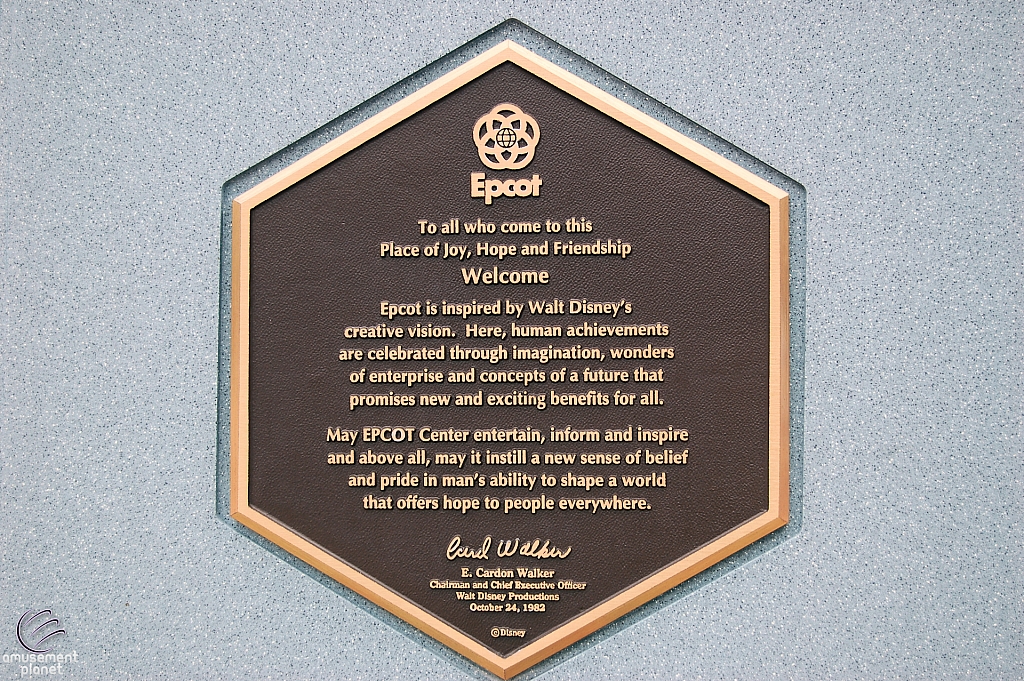 Epcot
To all who come to this
Place of Joy, Hope and Friendship
Welcome
Epcot is inspired by Walt Disney's
creative vision. Here, human achievements
are celebrated through imagination, wonders
of enterprise and concepts of a future that
promises new and exciting benefits for all.
May EPCOT Center entertain, inform and inspire
and above all, may it instill a new sense of belief
and pride in man's ability to shape a world
that offers hope to people everywhere.
Card Walker
E. Cardon Walker
Chairman and Chief Executive Officer
Walt Disney Productions
October 24, 1982
©Disney
amusement
planet